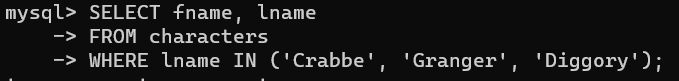 mysql> SELECT fname, lname
-> FROM characters
-> WHERE lname IN ('Crabbe', 'Granger', 'Diggory');